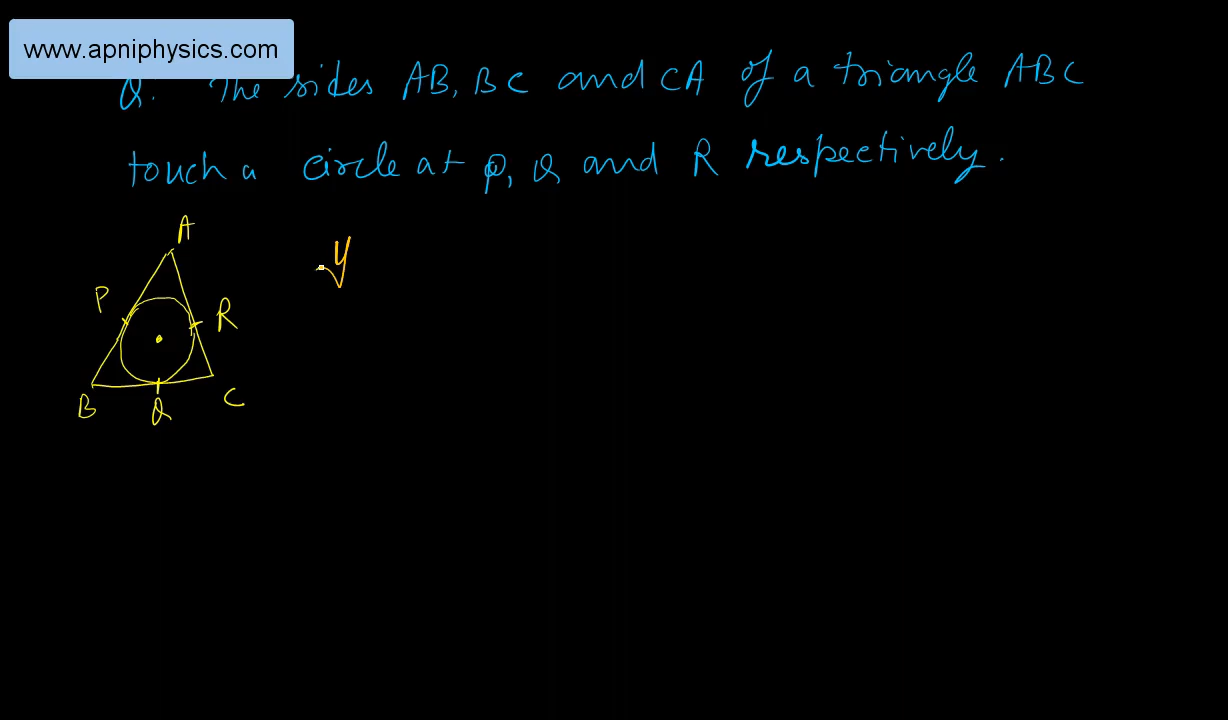 www.apniphysics.com
Q. The sides AB, BC and CA of a triangle ABC
touch a circle at P, Q and R respectively.
A
P
R
B
Q
C